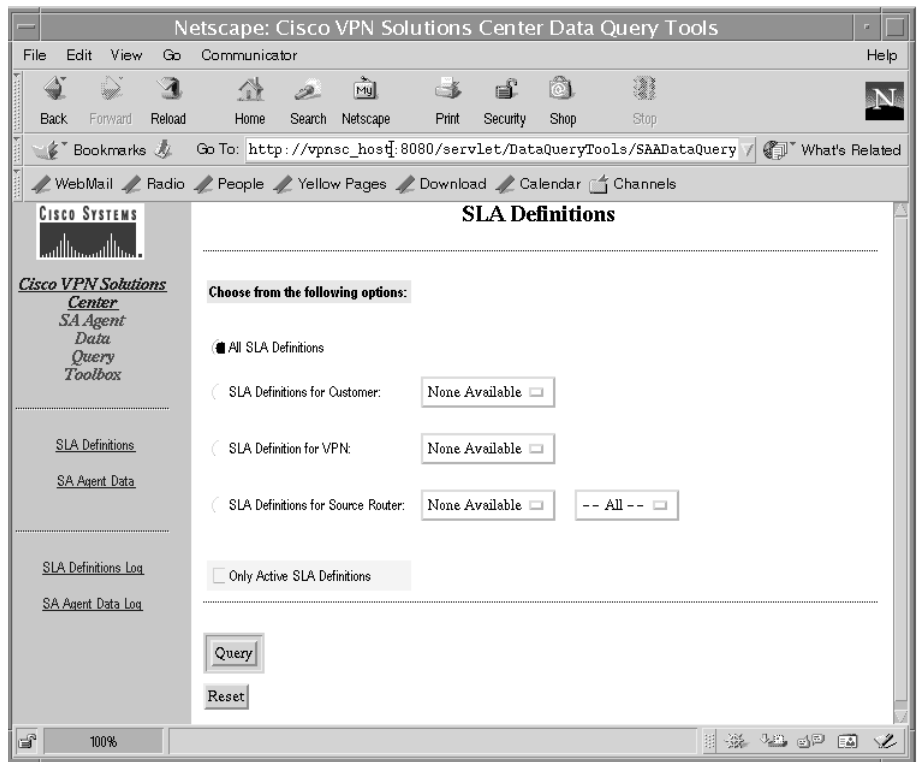 Netscape: Cisco VPN Solutions Center Data Query Tools
File Edit View Go Communicator Help
Back Forward Reload Home Search Netscape Print Security Shop Stop
My
N
Bookmarks Go To: http://vpnsc_host:8080/servlet/DataQueryTools/SAADataQuery What's Related
WebMail Radio People Yellow Pages Download Calendar Channels
CISCO SYSTEMS
Cisco VPN Solutions
Center
SA Agent
Data
Query
Toolbox
SLA Definitions
SA Agent Data
SLA Definitions Log
SA Agent Data Log
SLA Definitions
Choose from the following options:
All SLA Definitions
SLA Definitions for Customer: None Available
SLA Definition for VPN: None Available
SLA Definitions for Source Router: None Available -- All --
Only Active SLA Definitions
Query
Reset
100%